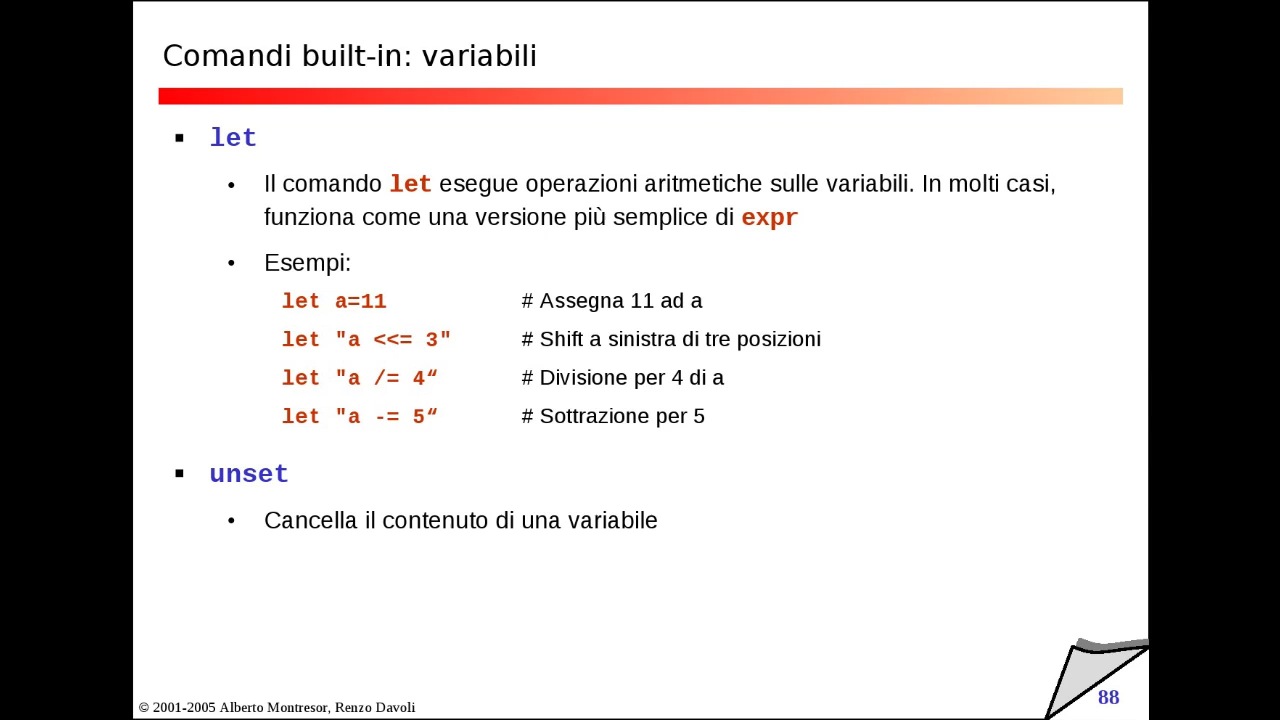 Comandi built-in: variabili
▪ let
• Il comando let esegue operazioni aritmetiche sulle variabili. In molti casi,
funziona come una versione più semplice di expr
• Esempi:
let a=11 # Assegna 11 ad a
let "a <<= 3" # Shift a sinistra di tre posizioni
let "a /= 4“ # Divisione per 4 di a
let "a -= 5“ # Sottrazione per 5
▪ unset
• Cancella il contenuto di una variabile
© 2001-2005 Alberto Montresor, Renzo Davoli
88